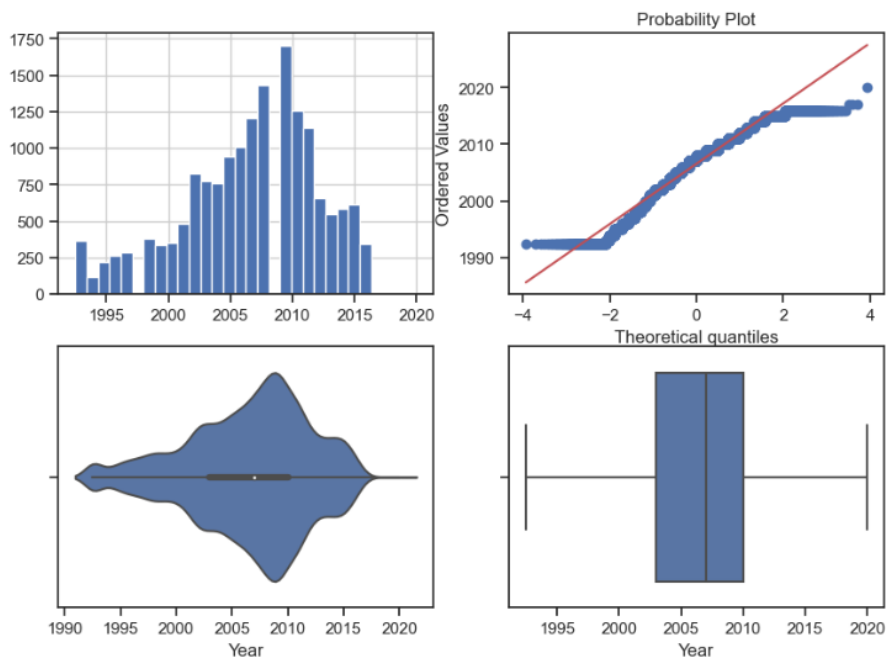 1750
1500
1250
1000
750
500
250
0
1995 2000 2005 2010 2015 2020
Probability Plot
Ordered Values
2020
2010
2000
1990
−4 −2 0 2 4
Theoretical quantiles
1990 1995 2000 2005 2010 2015 2020
Year
1995 2000 2005 2010 2015 2020
Year